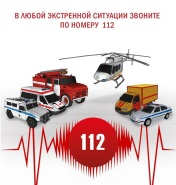 В ЛЮБОЙ ЭКСТРЕННОЙ СИТУАЦИИ ЗВОНИТЕ
ПО НОМЕРУ 112
112